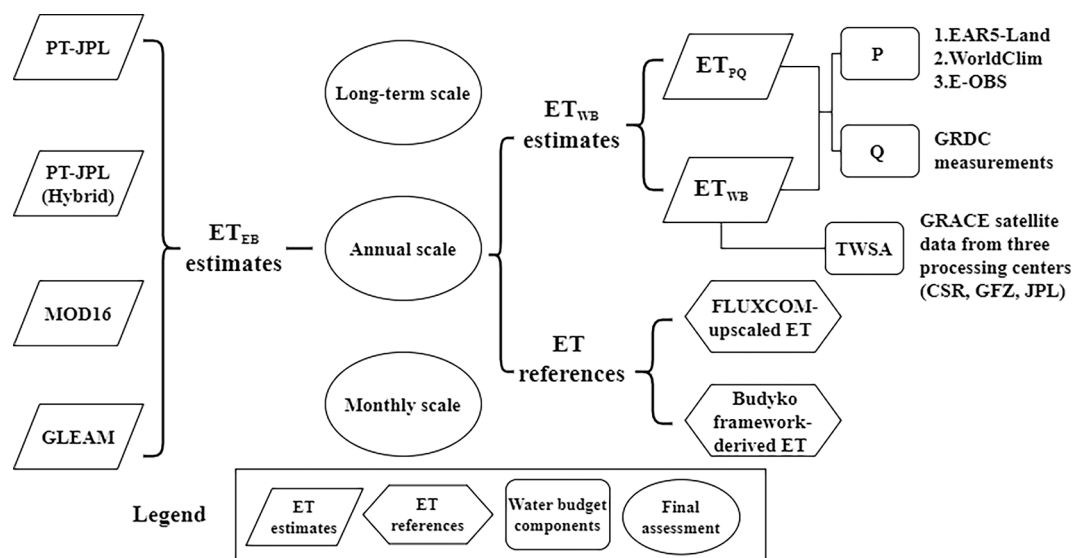 PT-JPL
PT-JPL
(Hybrid)
MOD16
GLEAM
ET_EB
estimates
Long-term scale
Annual scale
Monthly scale
ET_WB
estimates
ET
references
ET_PQ
ET_WB
P
1.EAR5-Land
2.WorldClim
3.E-OBS
Q
GRDC
measurements
TWSA
GRACE satellite
data from three
processing centers
(CSR, GFZ, JPL)
FLUXCOM-
upscaled ET
Budyko
framework-
derived ET
Legend
ET
estimates
ET
references
Water budget
components
Final
assessment